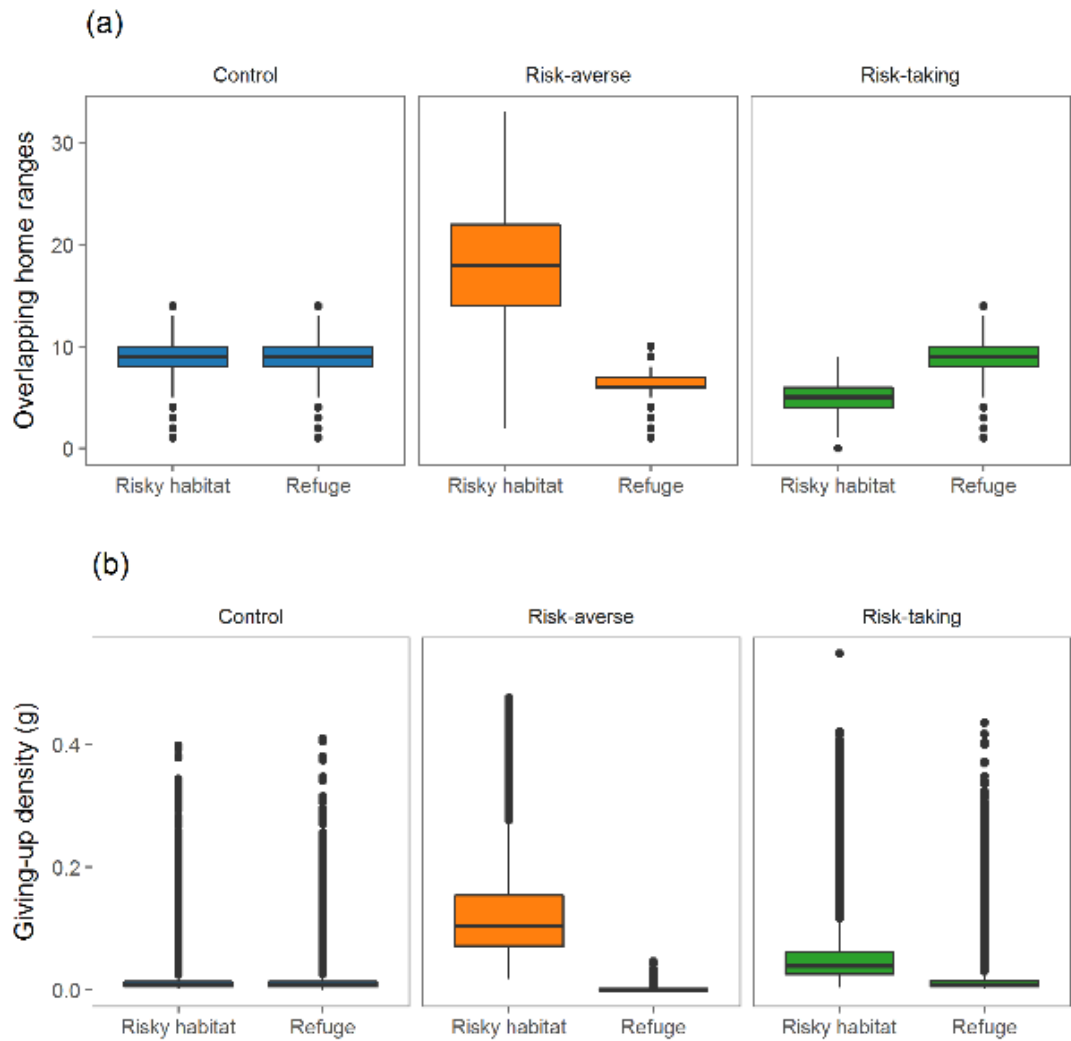 (a)
Control Risk-averse Risk-taking
Overlapping home ranges
30
20
10
0
Risky habitat Refuge Risky habitat Refuge Risky habitat Refuge
(b)
Control Risk-averse Risk-taking
Giving-up density (g)
0.4
0.2
0.0
Risky habitat Refuge Risky habitat Refuge Risky habitat Refuge